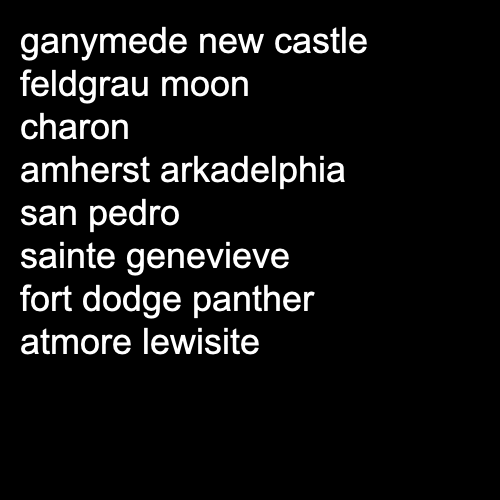 ganymede new castle
feldgrau moon
charon
amherst arkadelphia
san pedro
sainte genevieve
fort dodge panther
atmore lewisite